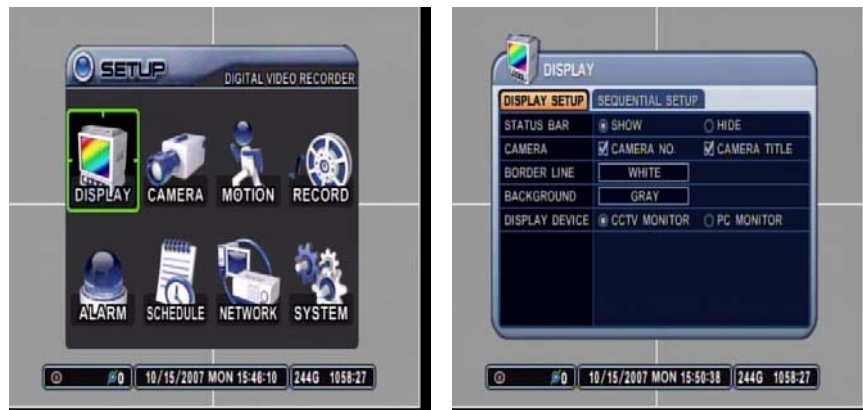 SETUP
DIGITAL VIDEO RECORDER
DISPLAY CAMERA MOTION RECORD
ALARM SCHEDULE NETWORK SYSTEM
0 10/15/2007 MON 15:46:10 244G 1058:27
DISPLAY
DISPLAY SETUP SEQUENTIAL SETUP
STATUS BAR SHOW HIDE
CAMERA CAMERA NO. CAMERA TITLE
BORDER LINE WHITE
BACKGROUND GRAY
DISPLAY DEVICE CCTV MONITOR PC MONITOR
0 10/15/2007 MON 15:50:38 244G 1058:27